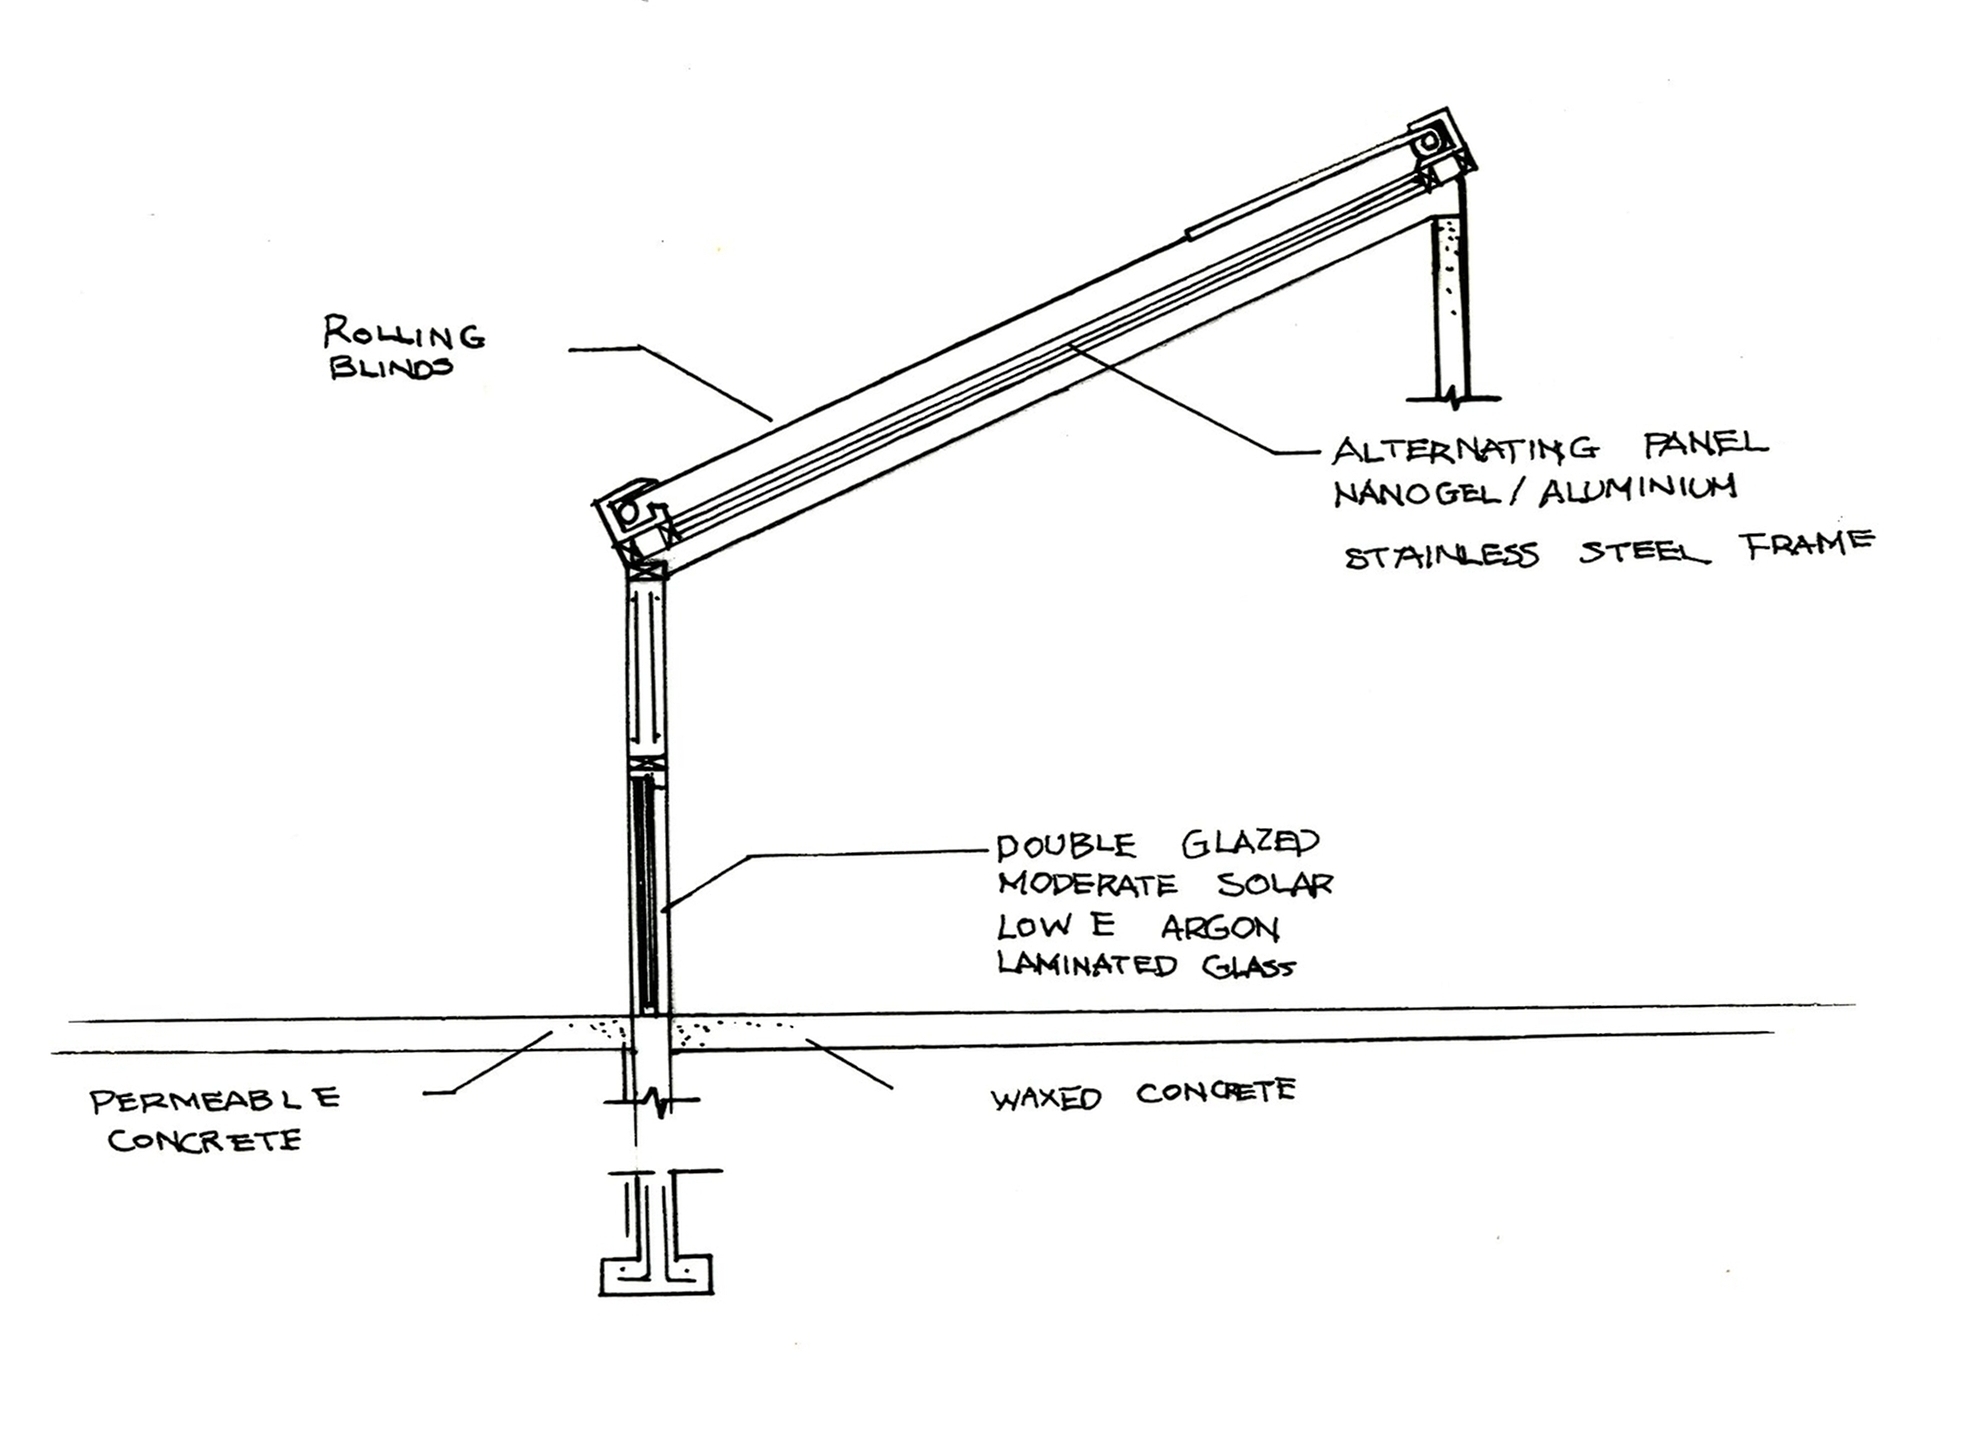 ROLLING
BLINDS
ALTERNATING PANEL
NANOGEL / ALUMINIUM
STAINLESS STEEL FRAME
DOUBLE GLAZED
MODERATE SOLAR
LOW E ARGON
LAMINATED GLASS
PERMEABLE
CONCRETE
WAXED CONCRETE